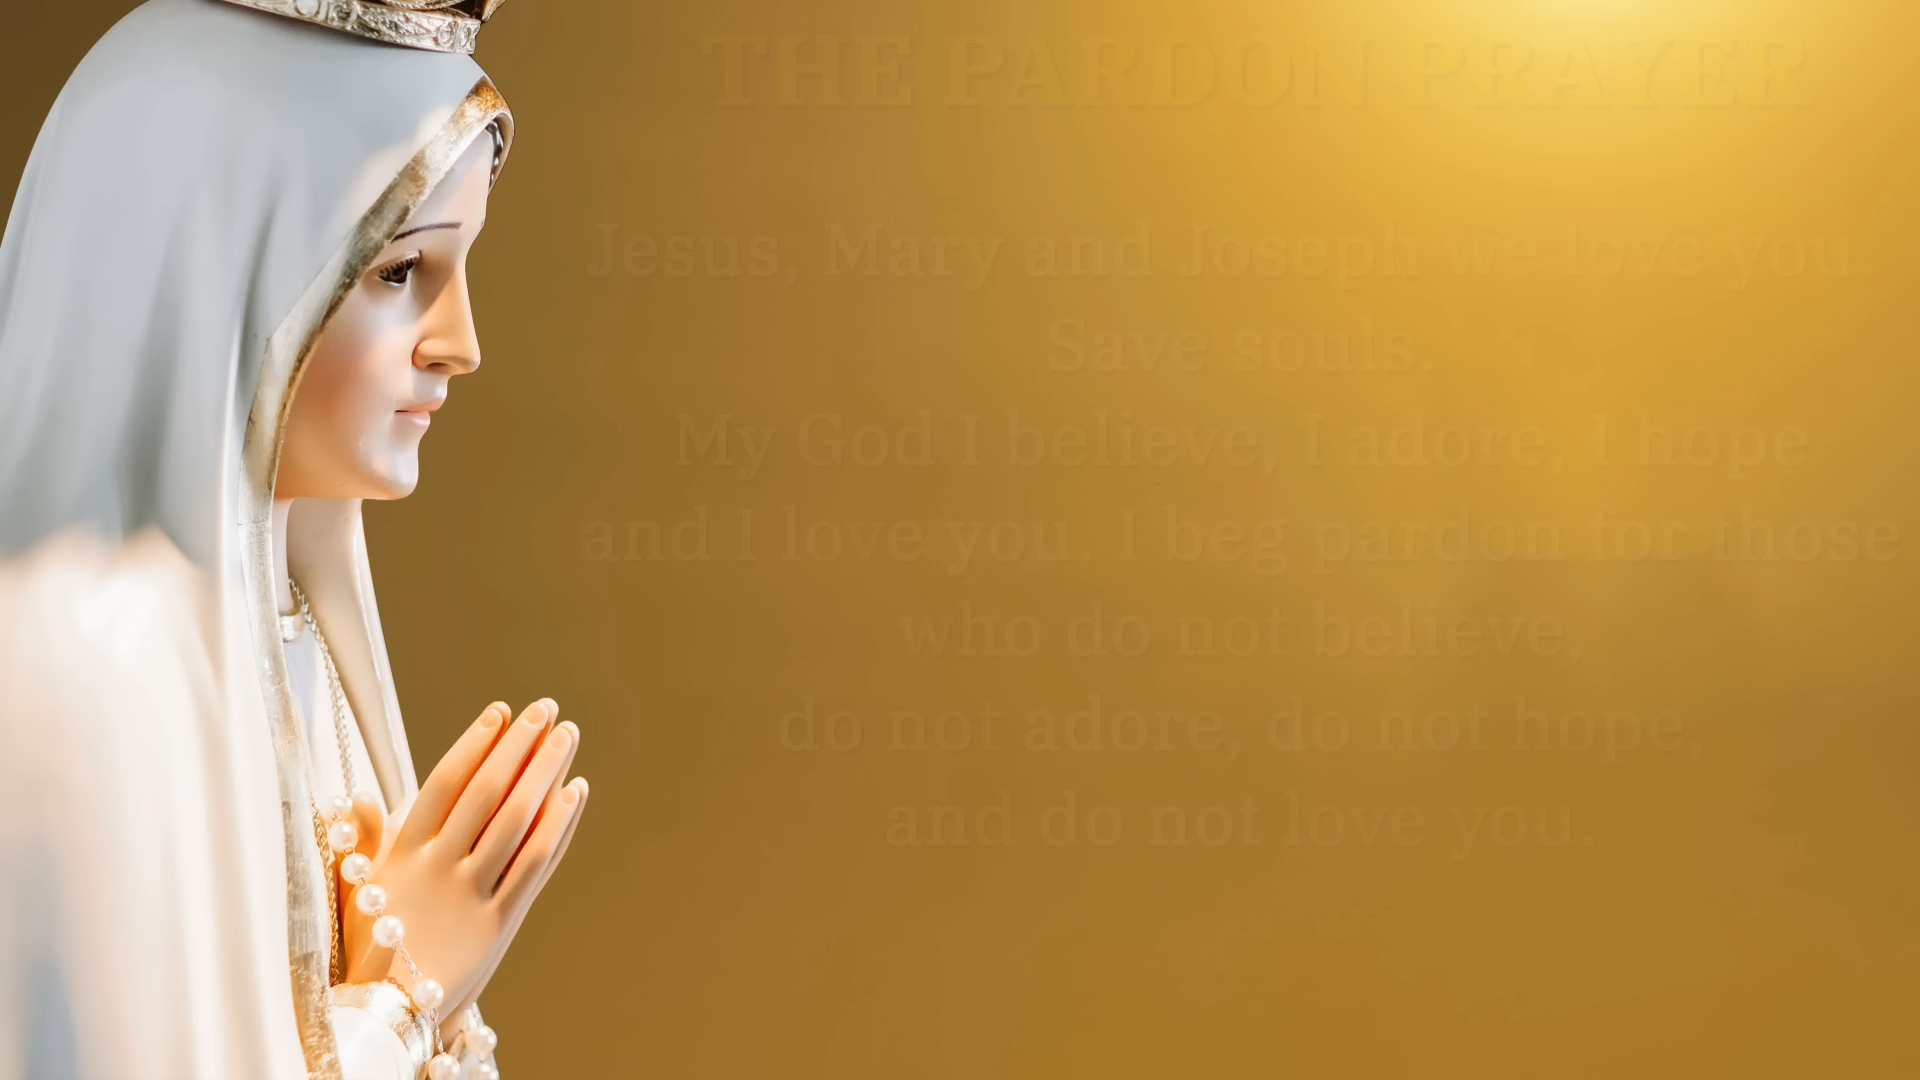 THE PARDON PRAYER
Jesus, Mary and Joseph we love you.
Save souls.
My God I believe, I adore, I hope
and I love you. I beg pardon for those
who do not believe,
do not adore, do not hope,
and do not love you.